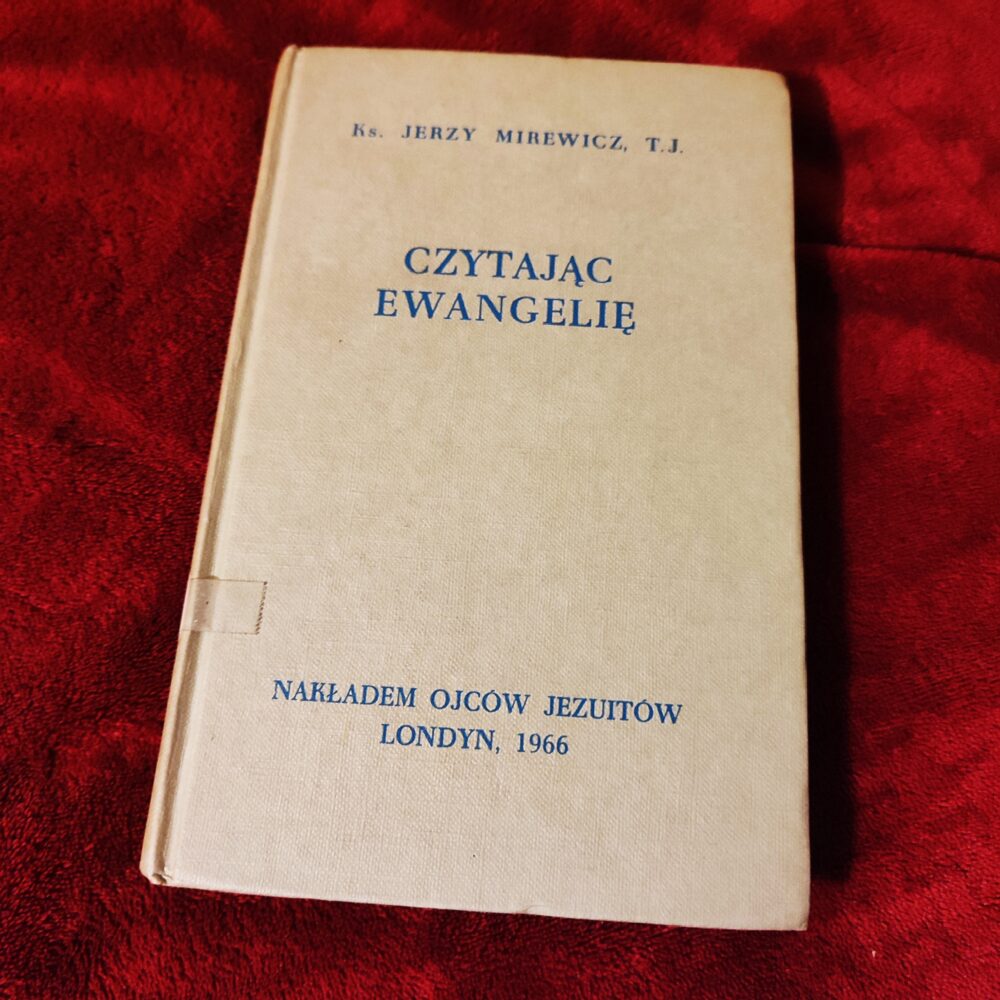 Ks. JERZY MIREWICZ, T.J.
CZYTAJĄC
EWANGELIĘ
NAKŁADEM OJCÓW JEZUITÓW
LONDYN, 1966